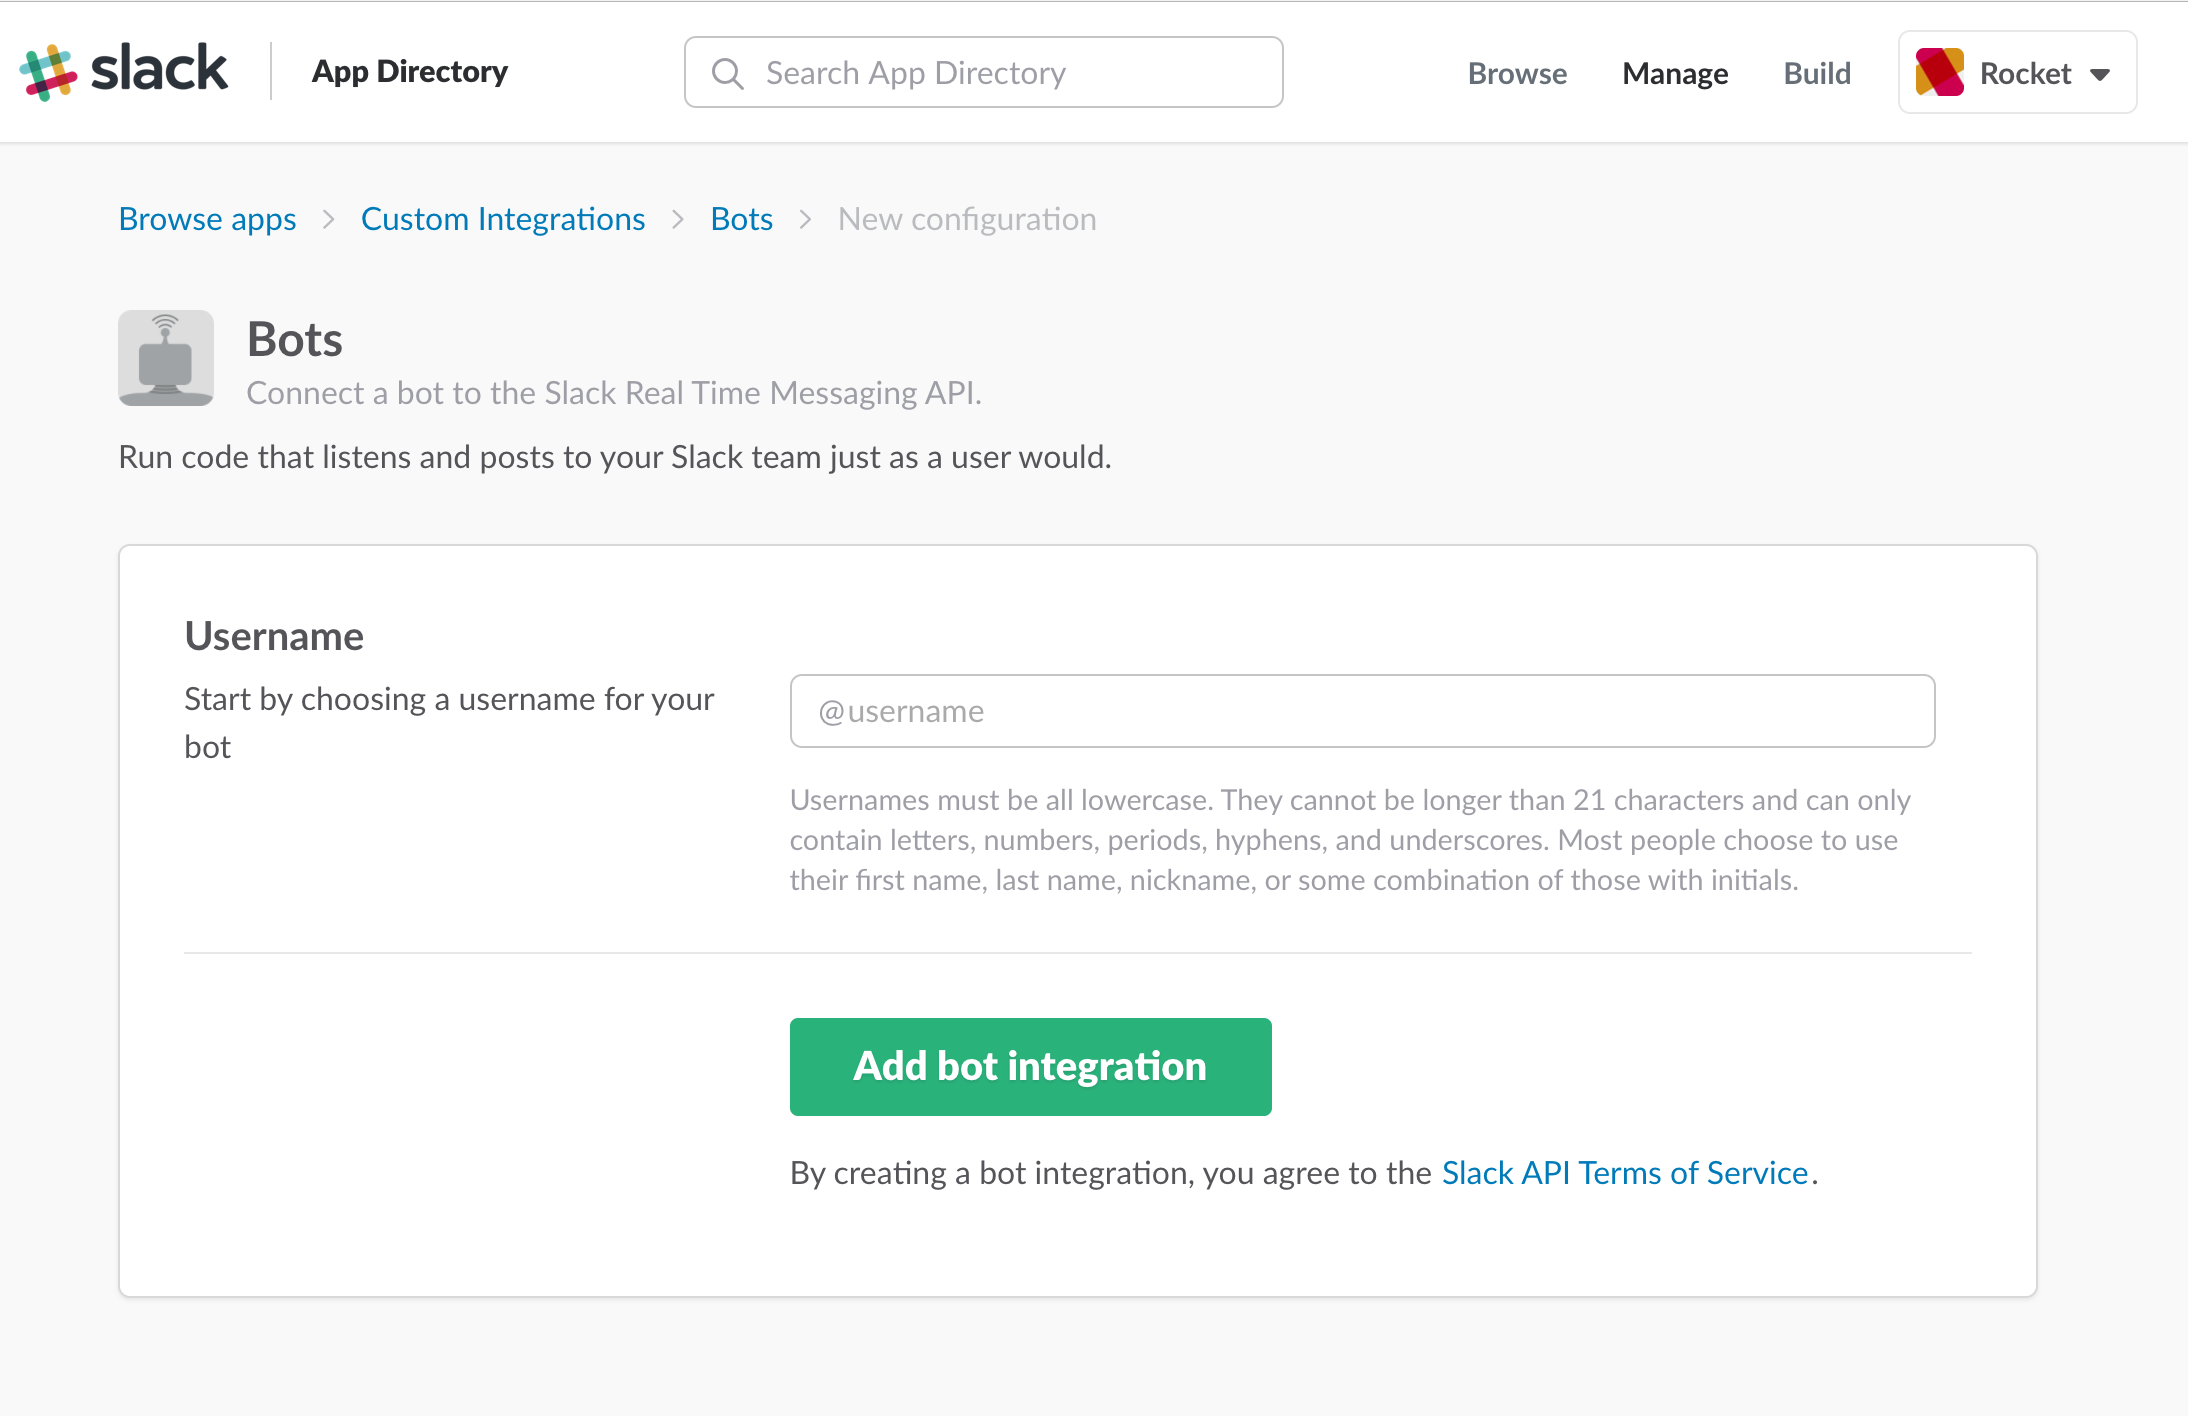 slack App Directory Search App Directory Browse Manage Build Rocket
Browse apps > Custom Integrations > Bots > New configuration
Bots
Connect a bot to the Slack Real Time Messaging API.
Run code that listens and posts to your Slack team just as a user would.
Username
Start by choosing a username for your
bot
@username
Usernames must be all lowercase. They cannot be longer than 21 characters and can only
contain letters, numbers, periods, hyphens, and underscores. Most people choose to use
their first name, last name, nickname, or some combination of those with initials.
Add bot integration
By creating a bot integration, you agree to the Slack API Terms of Service.